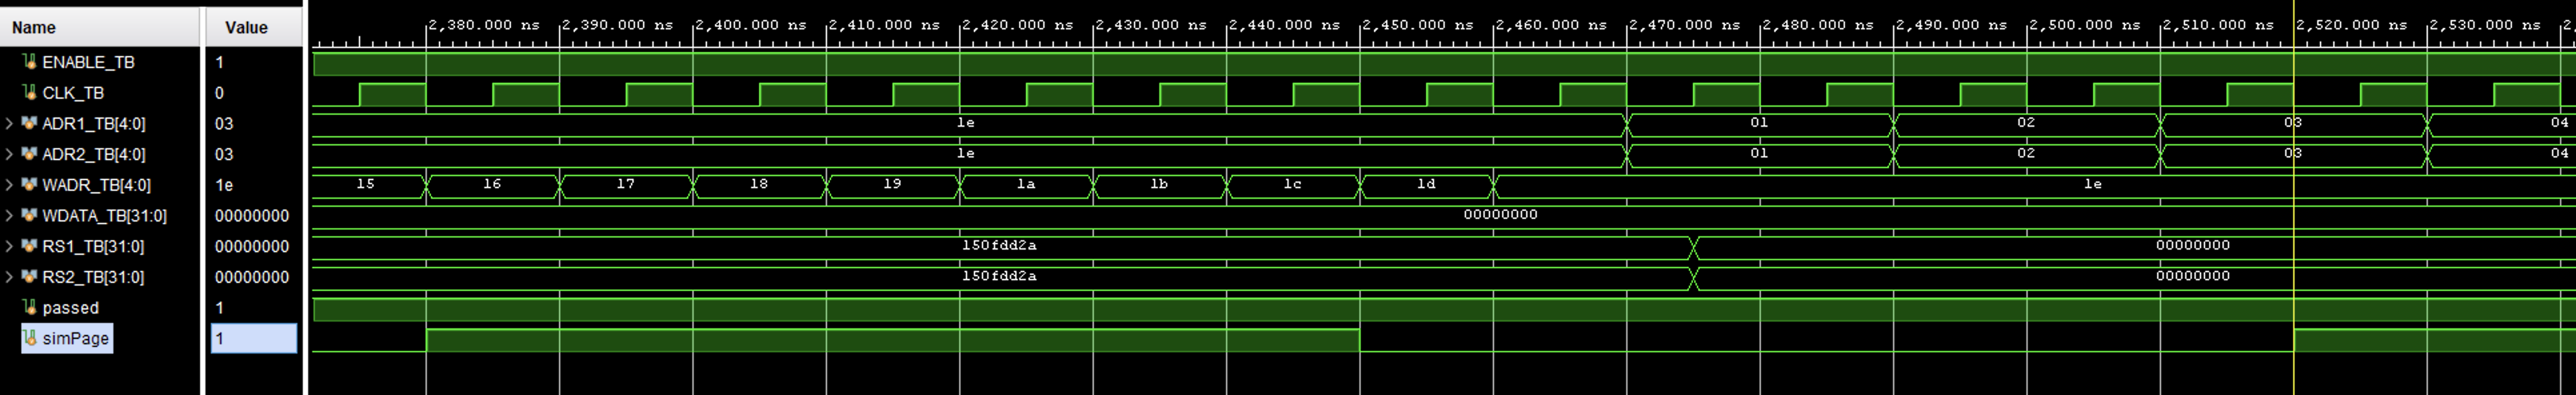 Name Value 2,380.000 ns 2,390.000 ns 2,400.000 ns 2,410.000 ns 2,420.000 ns 2,430.000 ns 2,440.000 ns 2,450.000 ns 2,460.000 ns 2,470.000 ns 2,480.000 ns 2,490.000 ns 2,500.000 ns 2,510.000 ns 2,520.000 ns 2,530.000 ns 2,
ENABLE_TB 1
CLK_TB 0
ADR1_TB[4:0] 03 1e 01 02 03 04
ADR2_TB[4:0] 03 1e 01 02 03 04
WADR_TB[4:0] 1e 15 16 17 18 19 1a 1b 1c 1d 1e
WDATA_TB[31:0] 00000000 00000000
RS1_TB[31:0] 00000000 150fdd2a 00000000
RS2_TB[31:0] 00000000 150fdd2a 00000000
passed 1
simPage 1